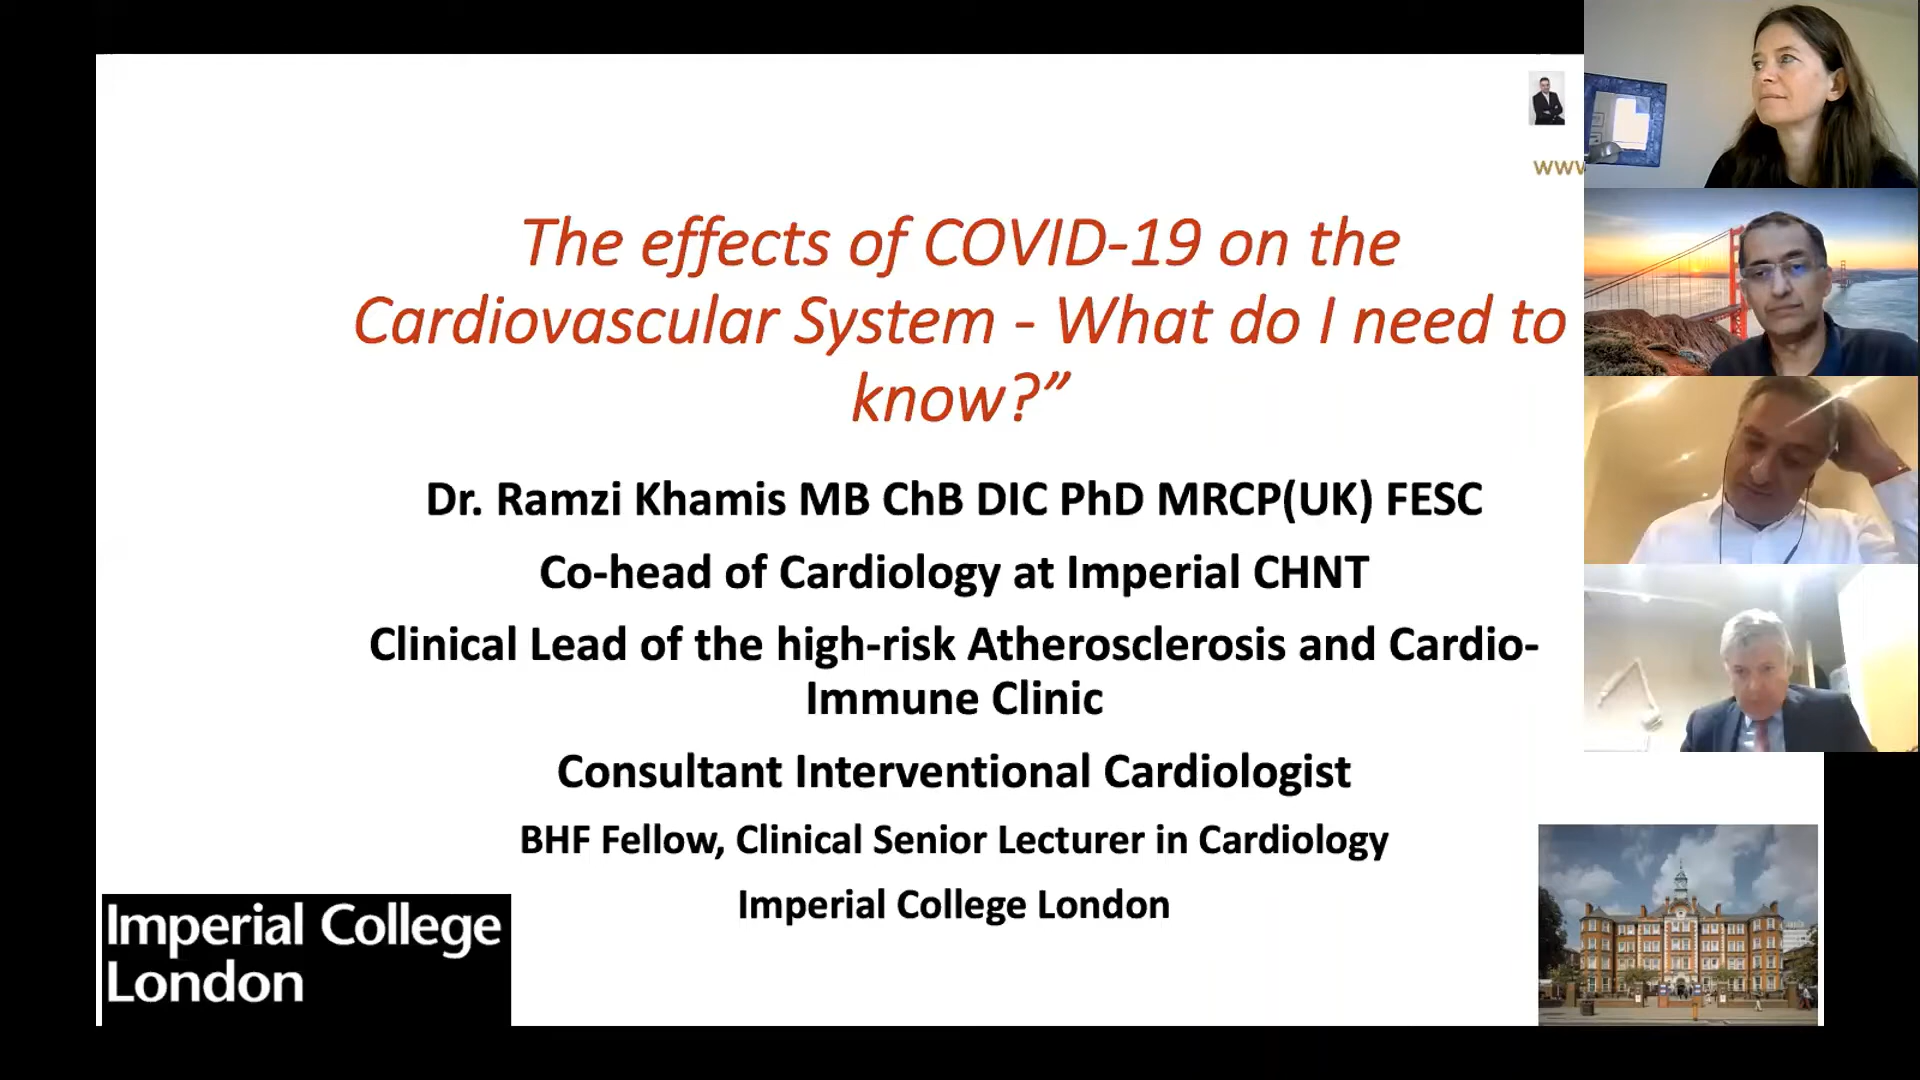 www
The effects of COVID-19 on the
Cardiovascular System - What do I need to
know?”
Dr. Ramzi Khamis MB ChB DIC PhD MRCP(UK) FESC
Co-head of Cardiology at Imperial CHNT
Clinical Lead of the high-risk Atherosclerosis and Cardio-
Immune Clinic
Consultant Interventional Cardiologist
BHF Fellow, Clinical Senior Lecturer in Cardiology
Imperial College London
Imperial College
London